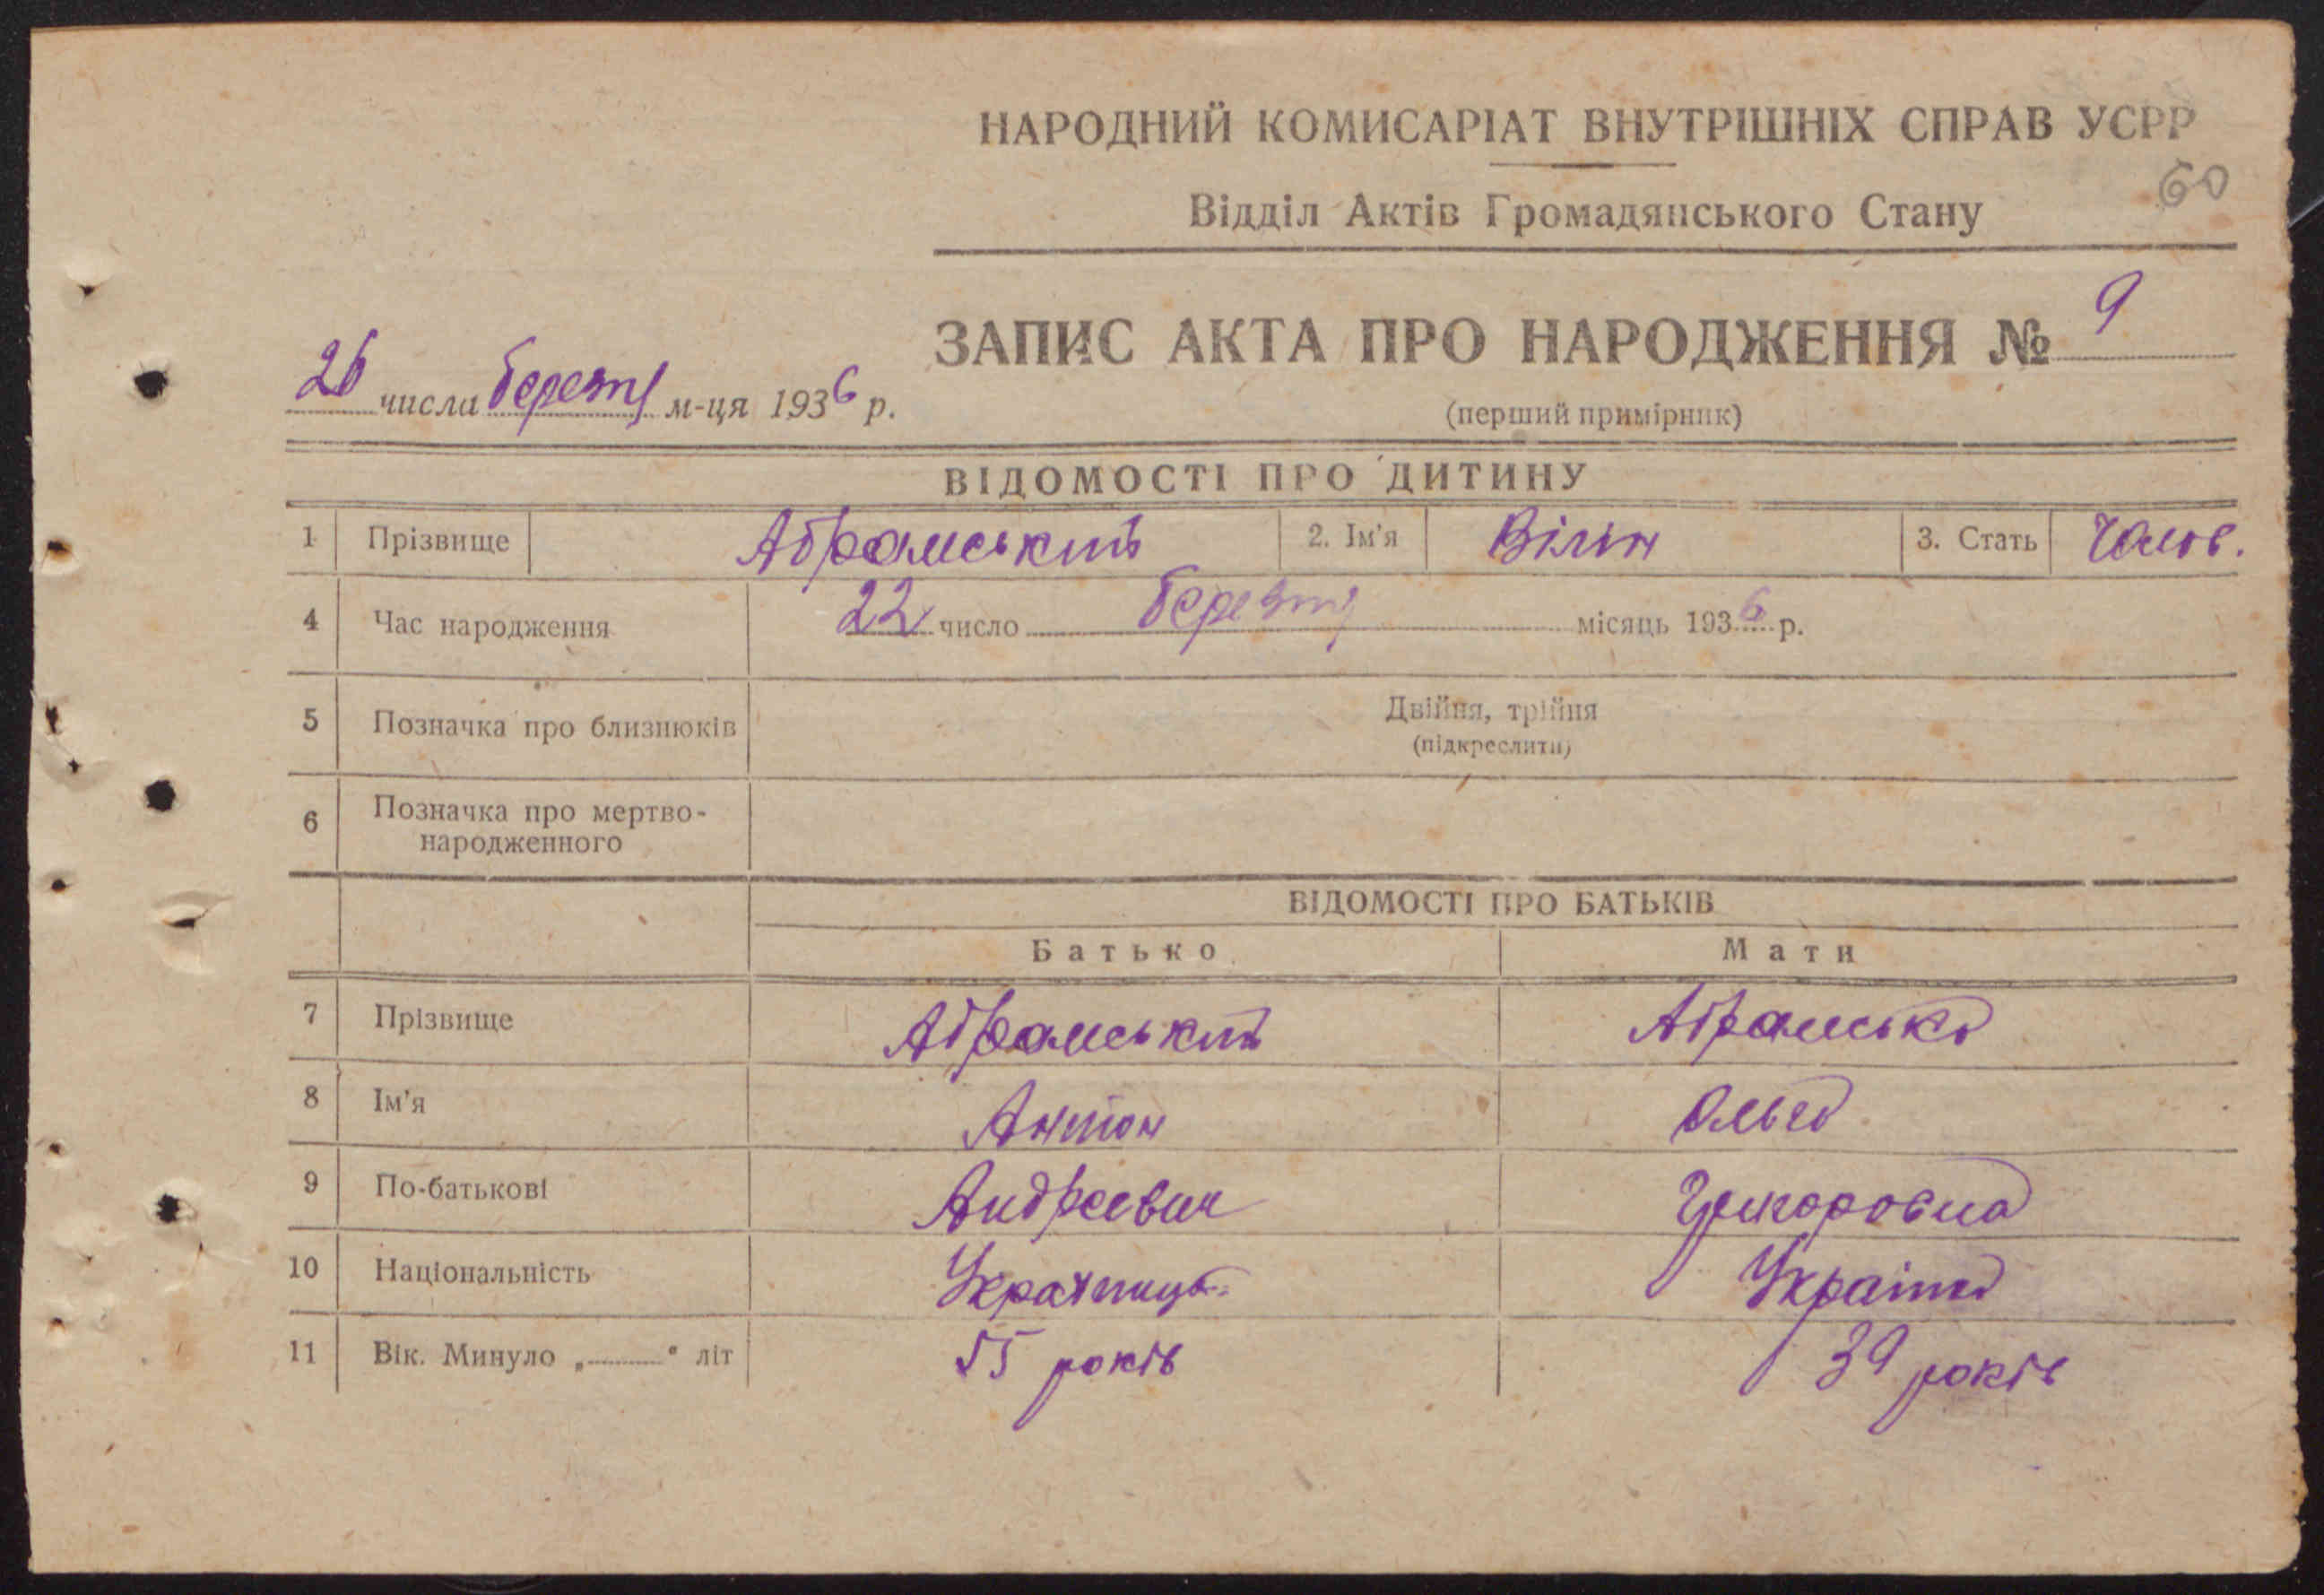 НАРОДНИЙ КОМИСАРІАТ ВНУТРІШНІХ СПРАВ УСРР
60
Відділ Актів Громадянського Стану
ЗАПИС АКТА ПРО НАРОДЖЕННЯ № 9
26 числа березня м-ця 1936 р.
(перший примірник)
ВІДОМОСТІ ПРО ДИТИНУ
1 Прізвище Абрамський 2. Ім'я Вілін 3. Стать Чолов.
4 Час народження 22 число березня місяць 1936 р.
5 Позначка про близнюків Двійня, трійня
(підкреслити)
6 Позначка про мертво-
народженного
ВІДОМОСТІ ПРО БАТЬКІВ
Батько Мати
7 Прізвище Абрамський Абрамська
8 Ім'я Антон Ольга
9 По-батькові Андреевич
10 Національність Українець Українка
11 Вік. Минуло „ " літ 55 років 39 років